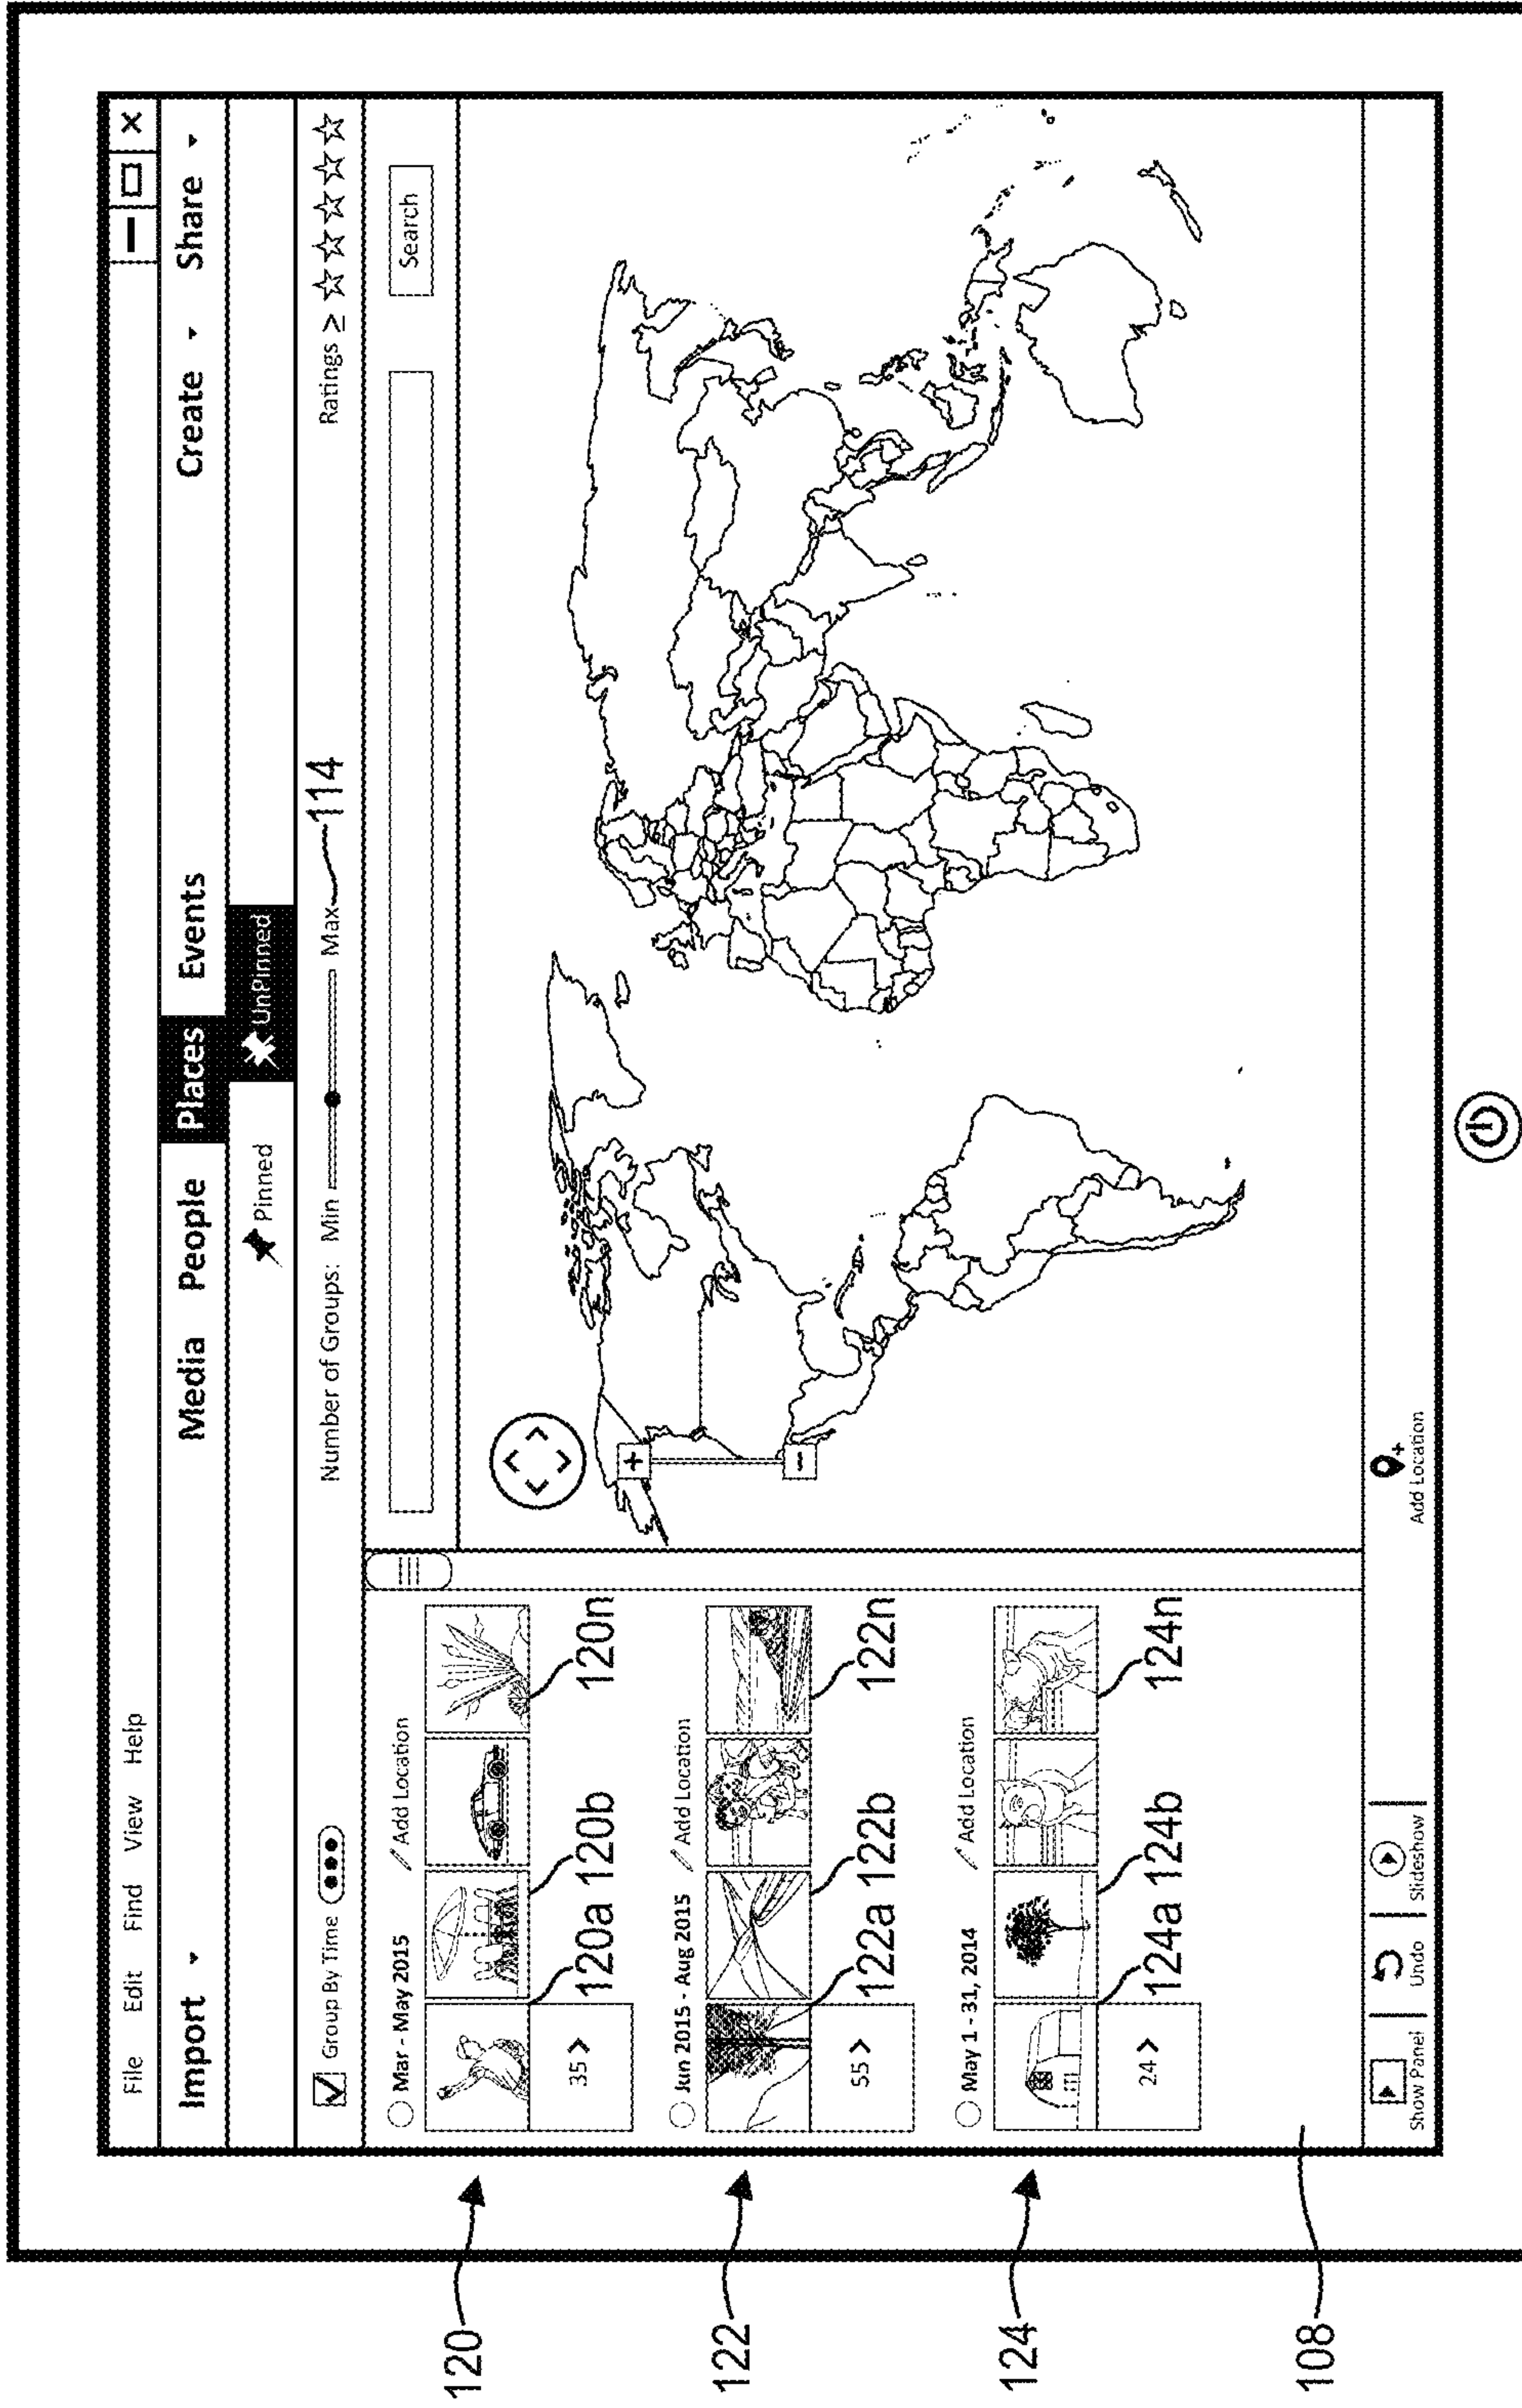 File Edit Find View Help
Import Media People Places Events Create Share
Pinned UnPinned
Group By Time Number of Groups: Min Max 114 Ratings ≥
Search
120
Mar - May 2015 Add Location
35 >
120a 120b 120n
122
Jun 2015 - Aug 2015 Add Location
55 >
122a 122b 122n
124
May 1 - 31, 2014 Add Location
24 >
124a 124b 124n
108
+
−
Show Panel Undo Slideshow Add Location